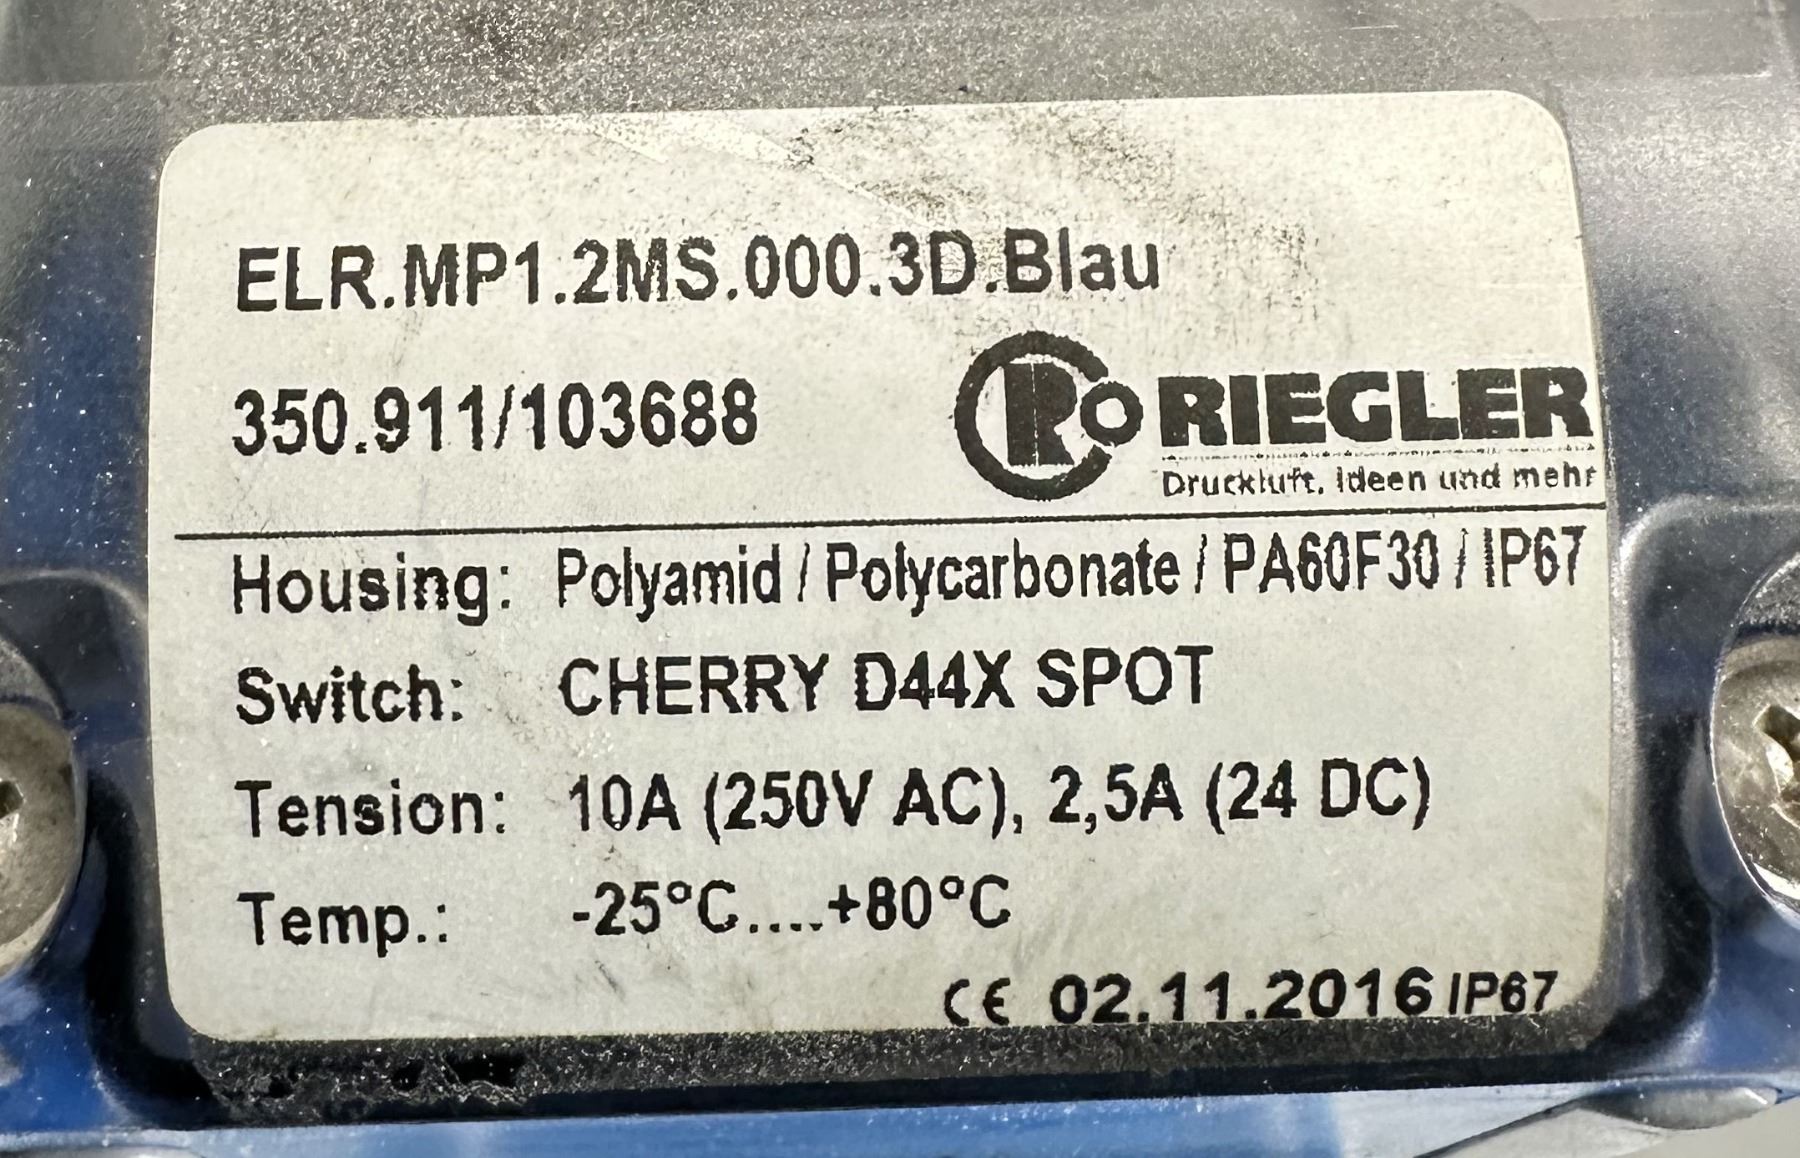 ELR.MP1.2MS.000.3D.Blau
350.911/103688
RIEGLER
Druckluft, Ideen und mehr
Housing: Polyamid / Polycarbonate / PA60F30 / IP67
Switch: CHERRY D44X SPOT
Tension: 10A (250V AC), 2,5A (24 DC)
Temp.: -25°C....+80°C
CE 02.11.2016 IP67